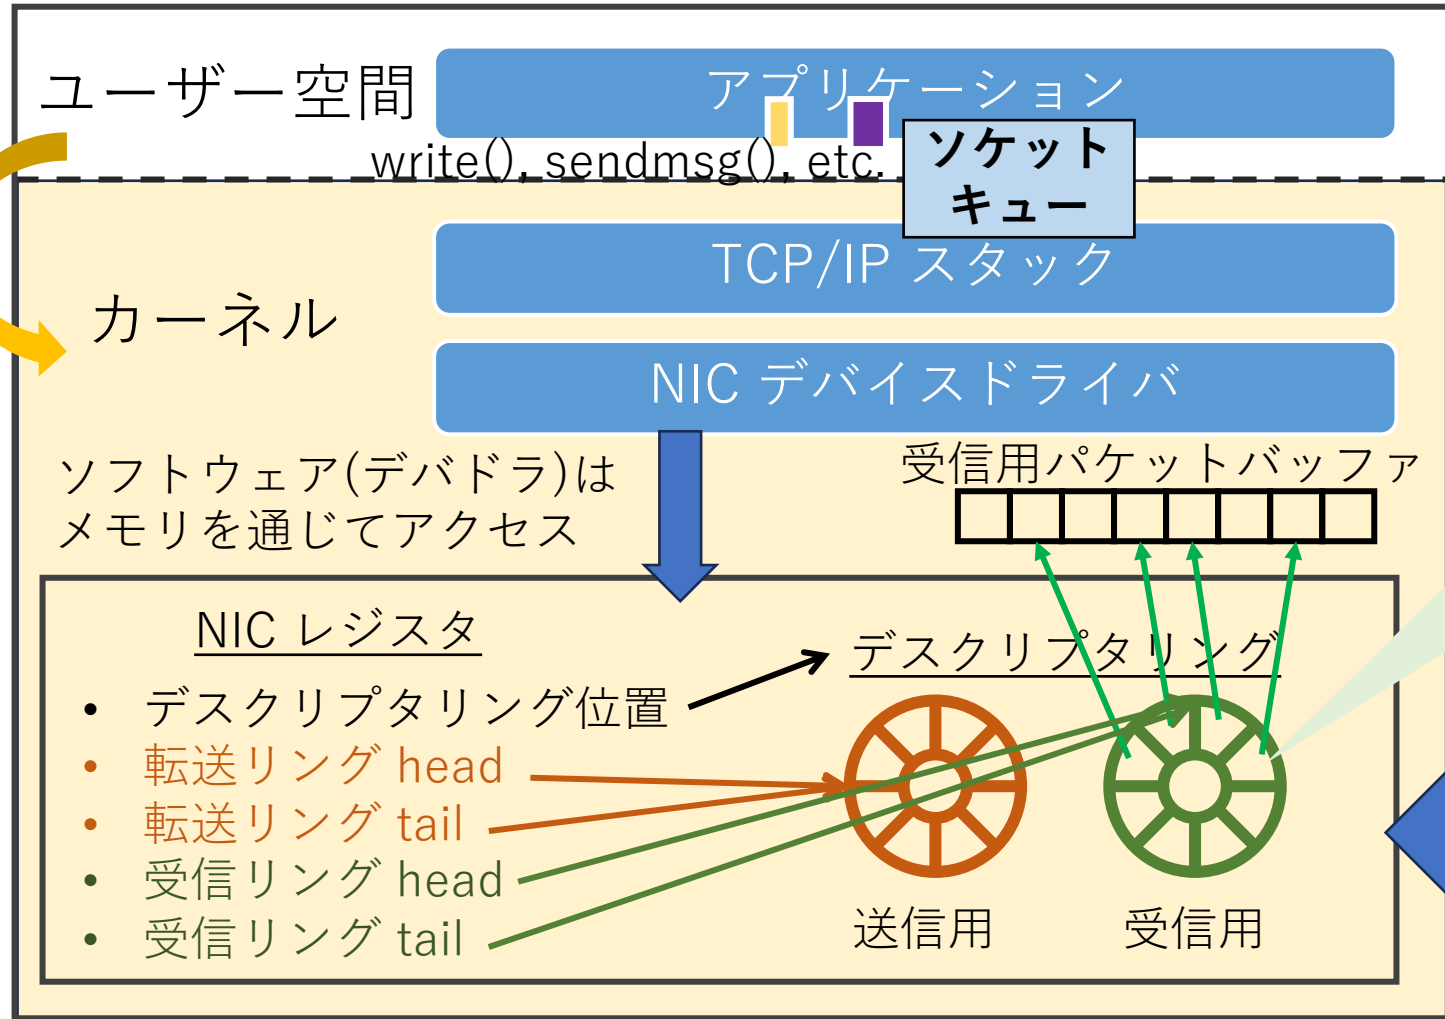 ユーザー空間
アプリケーション
write(), sendmsg(), etc.
ソケット
キュー
カーネル
TCP/IP スタック
NIC デバイスドライバ
ソフトウェア(デバドラ)は
メモリを通じてアクセス
受信用パケットバッファ
NIC レジスタ
• デスクリプタリング位置
• 転送リング head
• 転送リング tail
• 受信リング head
• 受信リング tail
デスクリプタリング
送信用
受信用